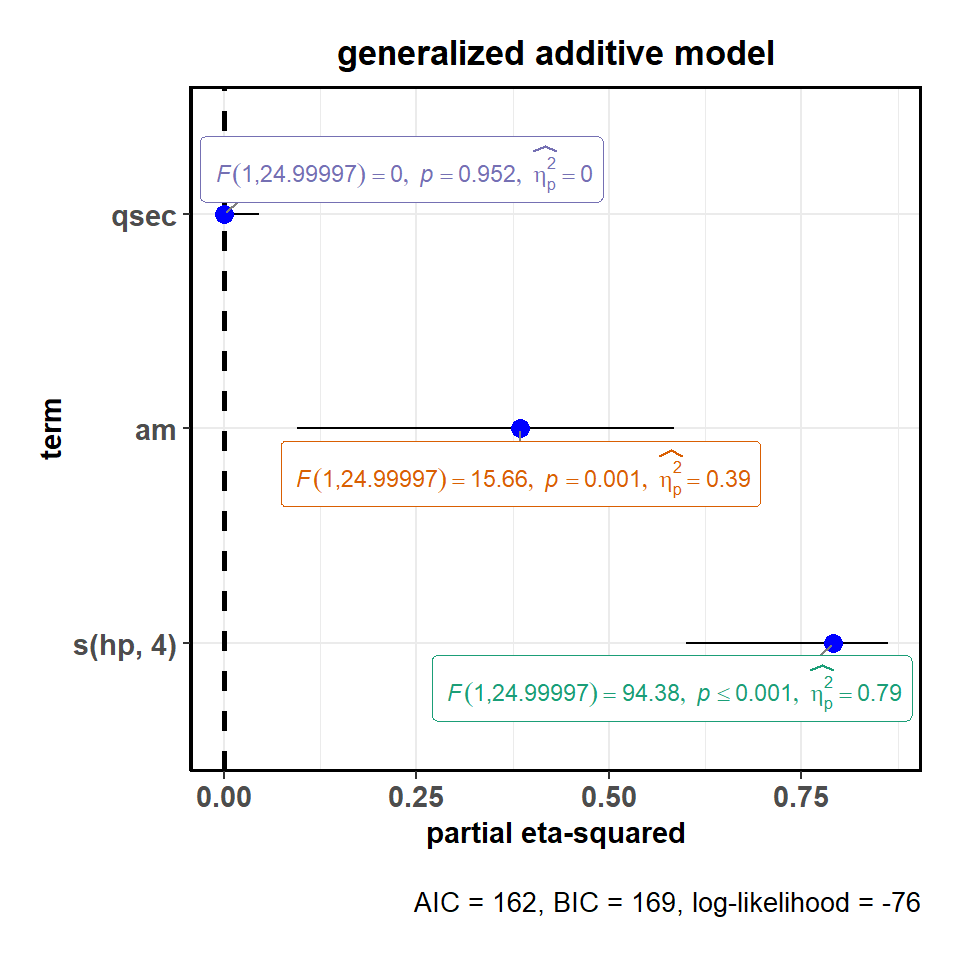 generalized additive model
F(1,24.99997) = 0, p = 0.952, η̂²ₚ = 0
qsec
am
F(1,24.99997) = 15.66, p = 0.001, η̂²ₚ = 0.39
term
s(hp, 4)
F(1,24.99997) = 94.38, p ≤ 0.001, η̂²ₚ = 0.79
0.00 0.25 0.50 0.75
partial eta-squared
AIC = 162, BIC = 169, log-likelihood = -76